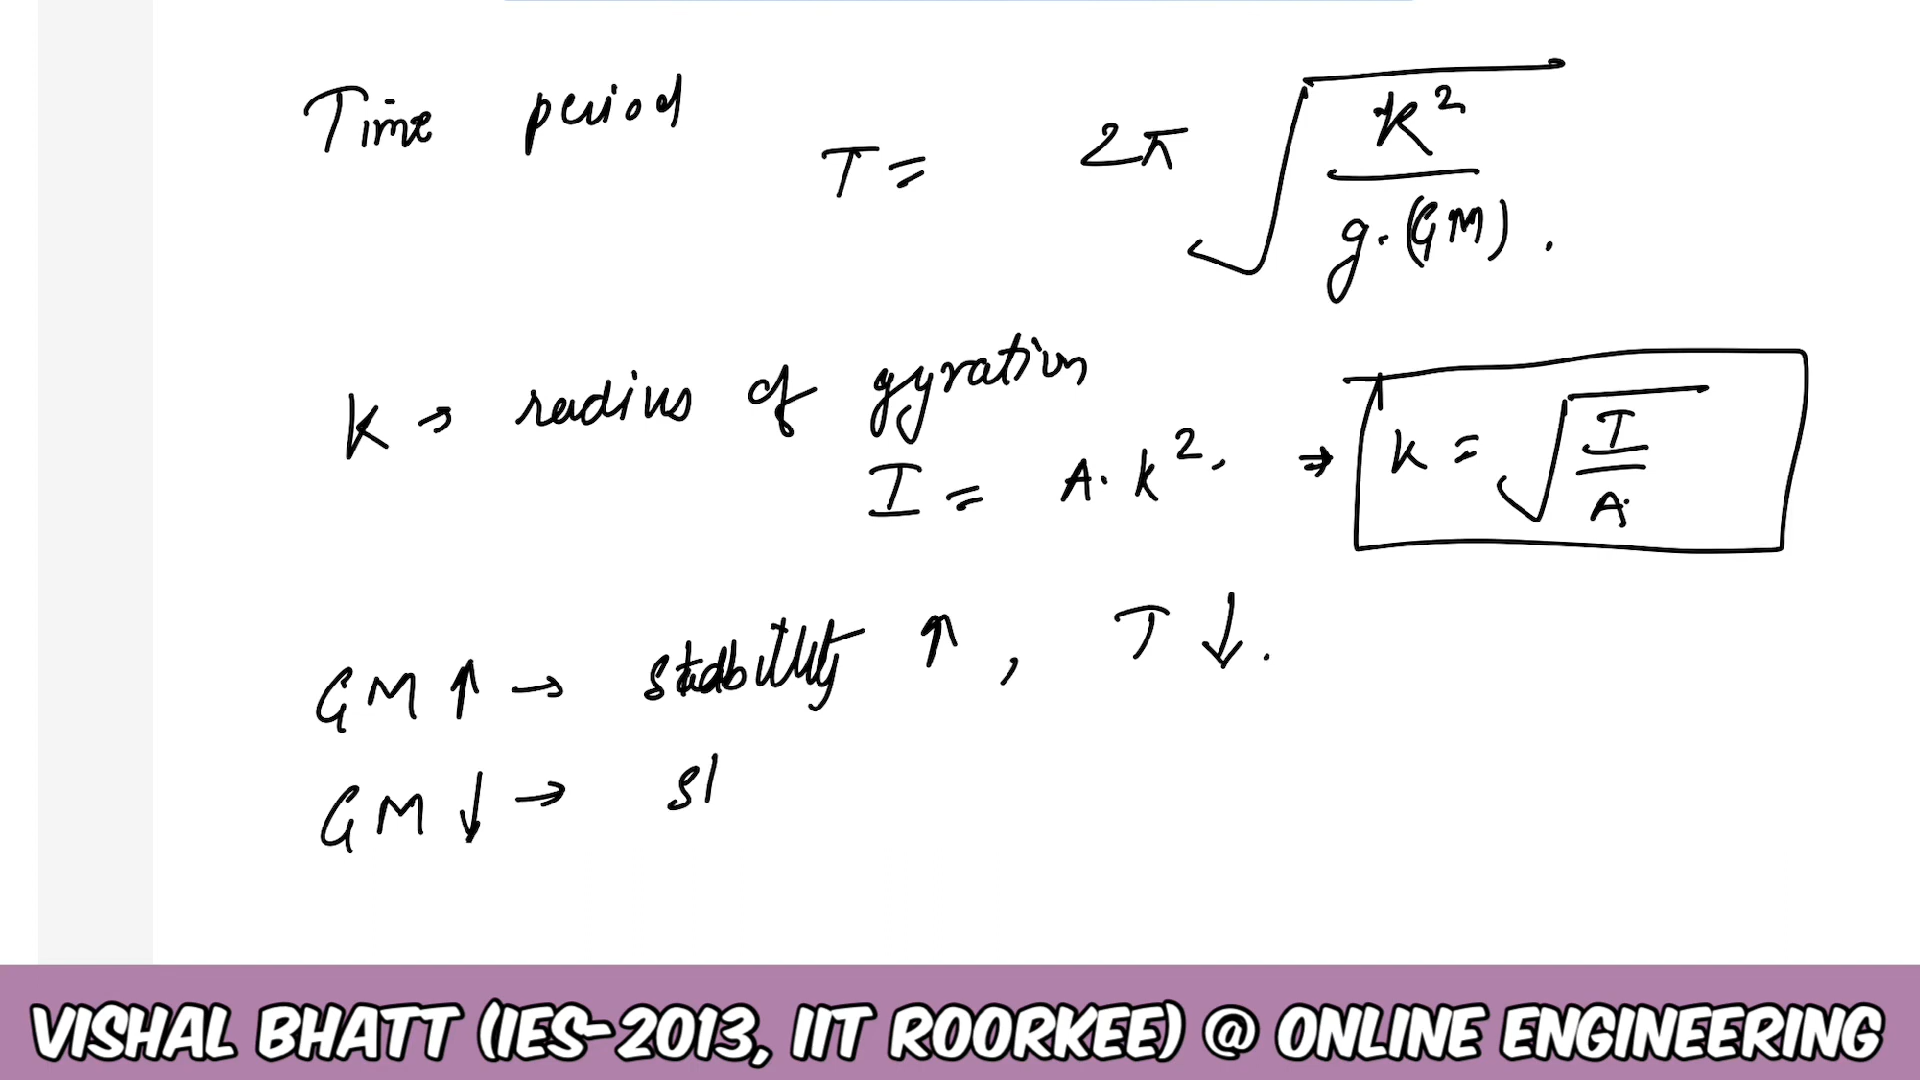 Time period
T = 2π √(K² / g.(GM)).
K → radius of gyration
I = A.k². ⇒ k = √(I / A)
GM ↑ → stability ↑, T ↓.
GM ↓ →
VISHAL BHATT (IES-2013, IIT ROORKEE) @ ONLINE ENGINEERING